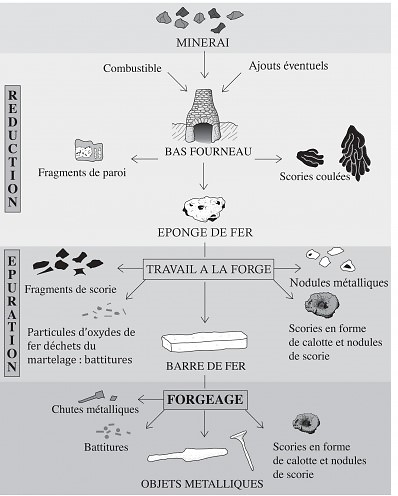 MINERAI
Combustible
Ajouts éventuels
REDUCTION
BAS FOURNEAU
Fragments de paroi
Scories coulées
EPONGE DE FER
EPURATION
TRAVAIL A LA FORGE
Fragments de scorie
Nodules métalliques
Particules d'oxydes de
fer déchets du
martelage : battitures
Scories en forme
de calotte et nodules
de scorie
BARRE DE FER
FORGEAGE
Chutes métalliques
Battitures
Scories en forme
de calotte et nodules
de scorie
OBJETS METALLIQUES